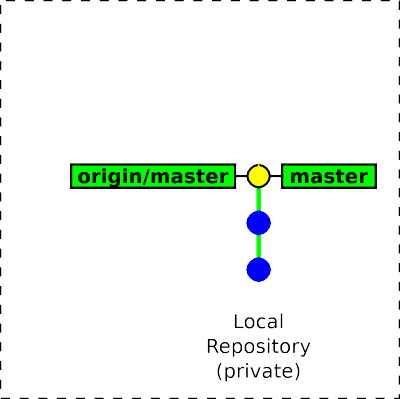 origin/master master
Local
Repository
(private)